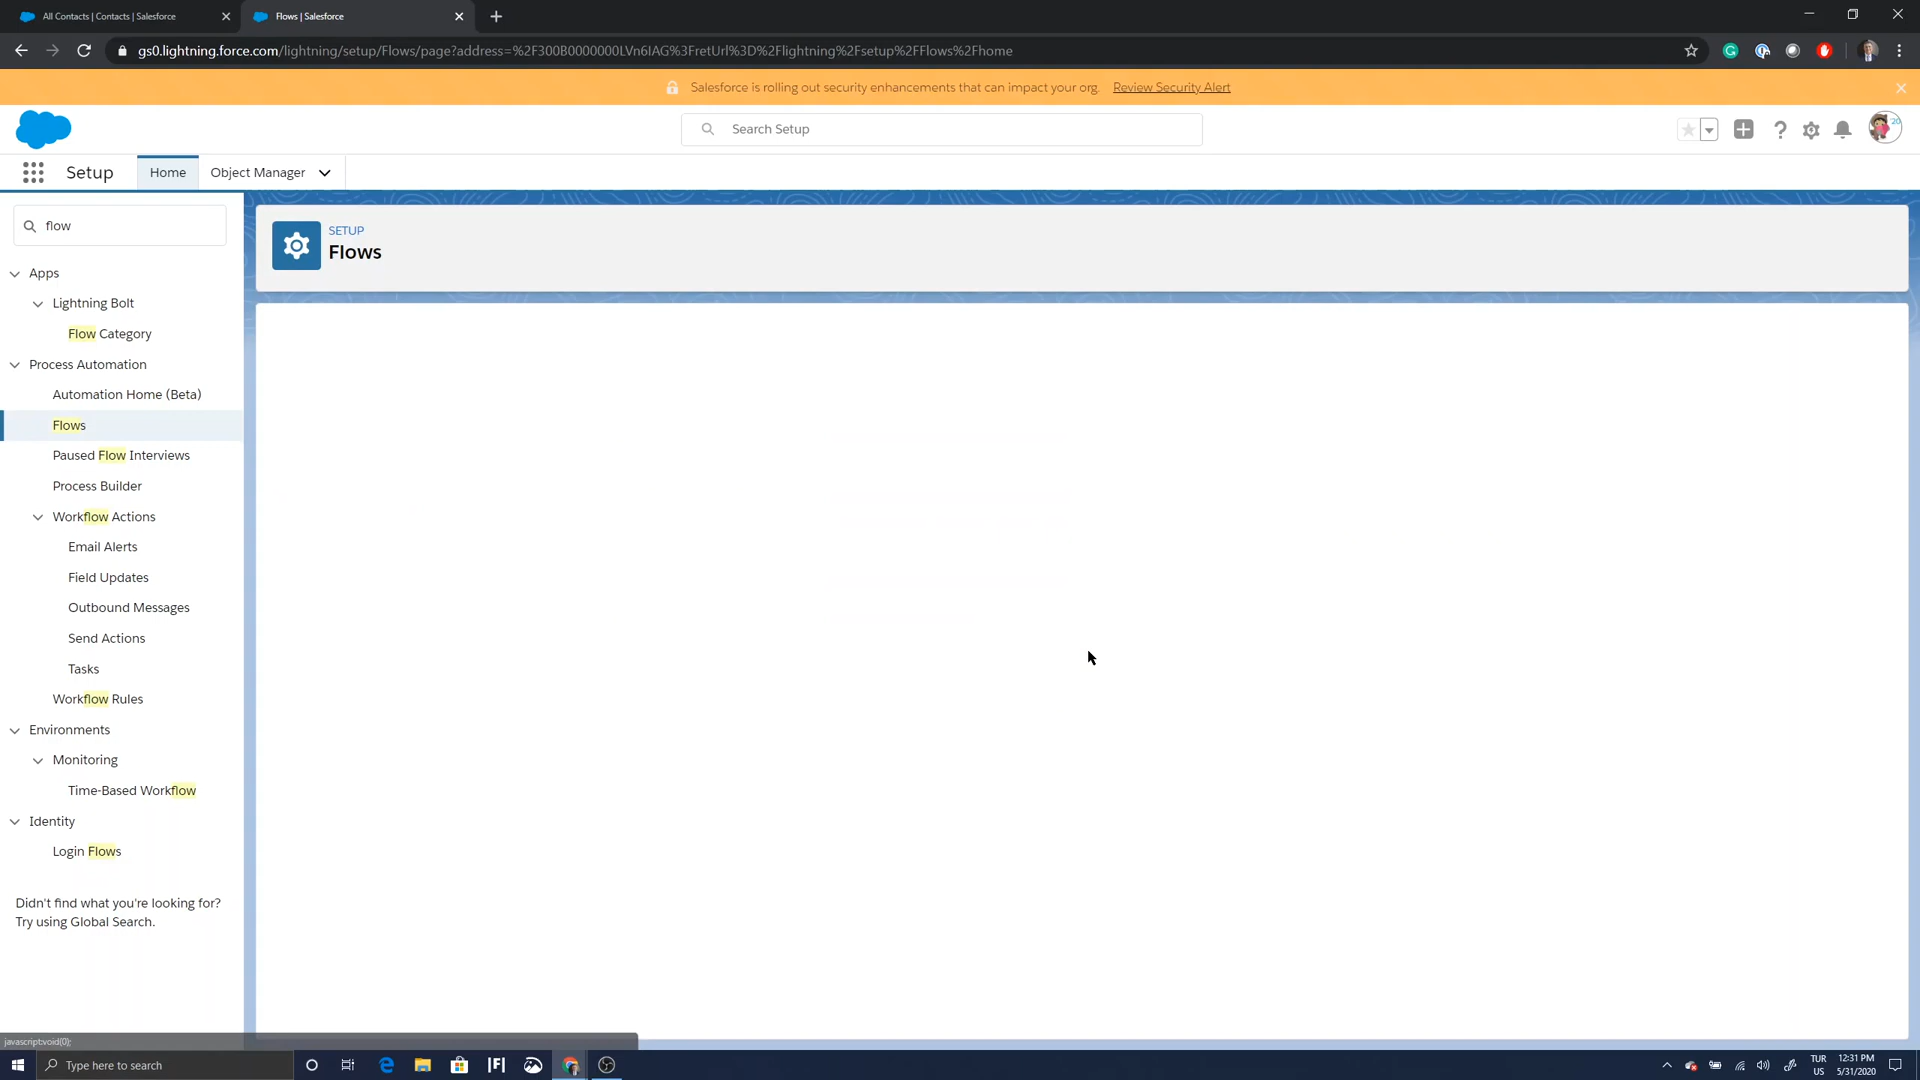 All Contacts | Contacts | Salesforce
Flows | Salesforce
gs0.lightning.force.com/lightning/setup/Flows/page?address=%2F300B0000000LVn6IAG%3FretUrl%3D%2Flightning%2Fsetup%2FFlows%2Fhome
Salesforce is rolling out security enhancements that can impact your org. Review Security Alert
Search Setup
'20
Setup
Home
Object Manager
flow
SETUP
Flows
Apps
Lightning Bolt
Flow Category
Process Automation
Automation Home (Beta)
Flows
Paused Flow Interviews
Process Builder
Workflow Actions
Email Alerts
Field Updates
Outbound Messages
Send Actions
Tasks
Workflow Rules
Environments
Monitoring
Time-Based Workflow
Identity
Login Flows
Didn't find what you're looking for?
Try using Global Search.
javascript:void(0);
Type here to search
TUR
US
12:31 PM
5/31/2020